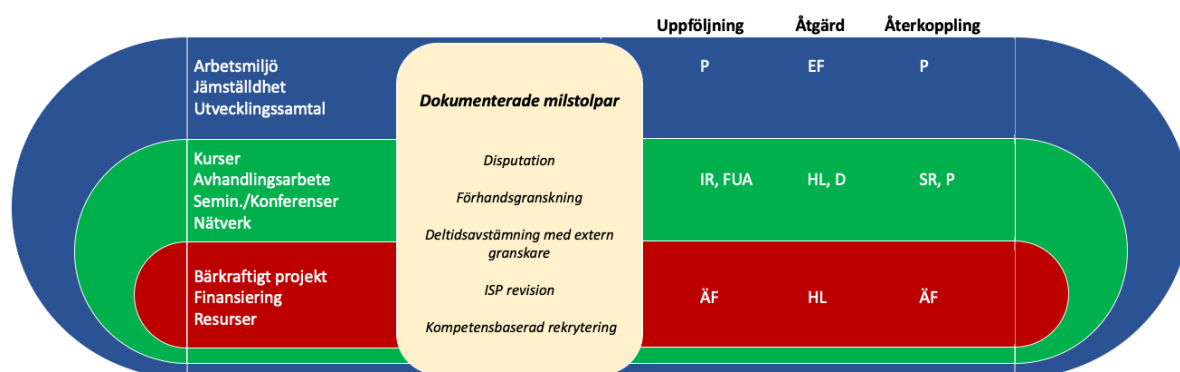 Uppföljning Åtgärd Återkoppling
Arbetsmiljö
Jämställdhet
Utvecklingssamtal
P EF P
Dokumenterade milstolpar
Disputation
Förhandsgranskning
Deltidsavstämning med extern
granskare
ISP revision
Kompetensbaserad rekrytering
Kurser
Avhandlingsarbete
Semin./Konferenser
Nätverk
IR, FUA HL, D SR, P
Bärkraftigt projekt
Finansiering
Resurser
ÄF HL ÄF